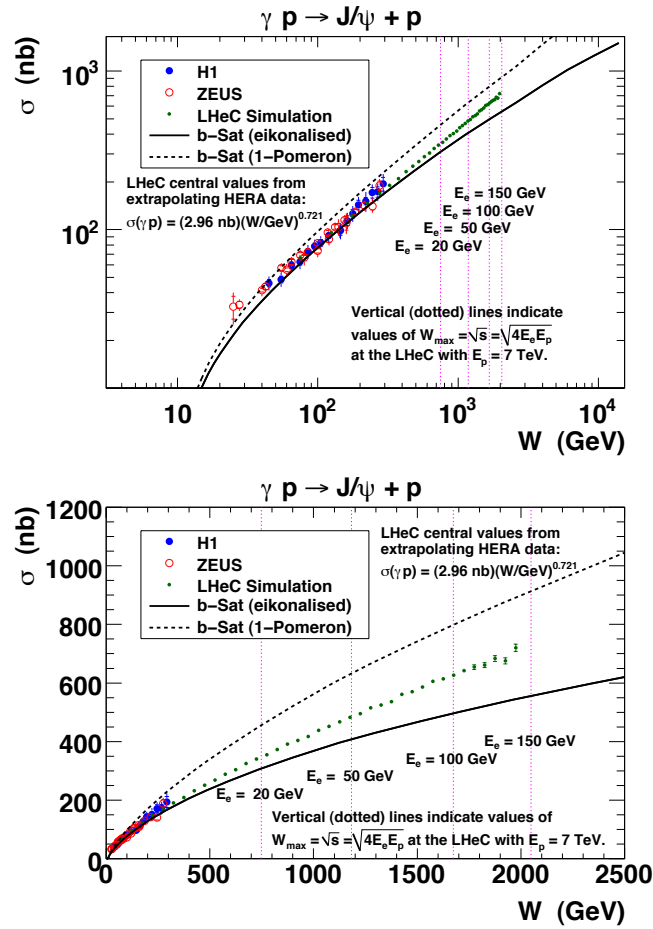 γ p → J/ψ + p
σ (nb)
10³
10²
H1
ZEUS
LHeC Simulation
b−Sat (eikonalised)
b−Sat (1−Pomeron)
LHeC central values from
extrapolating HERA data:
σ(γp) = (2.96 nb)(W/GeV)^0.721
E_e = 150 GeV
E_e = 100 GeV
E_e = 50 GeV
E_e = 20 GeV
Vertical (dotted) lines indicate
values of W_max = √s = √4E_eE_p
at the LHeC with E_p = 7 TeV.
10 10² 10³ 10⁴
W (GeV)
γ p → J/ψ + p
σ (nb)
1200
1000
800
600
400
200
0
H1
ZEUS
LHeC Simulation
b−Sat (eikonalised)
b−Sat (1−Pomeron)
LHeC central values from
extrapolating HERA data:
σ(γp) = (2.96 nb)(W/GeV)^0.721
E_e = 150 GeV
E_e = 100 GeV
E_e = 50 GeV
E_e = 20 GeV
Vertical (dotted) lines indicate values of
W_max = √s = √4E_eE_p at the LHeC with E_p = 7 TeV.
0 500 1000 1500 2000 2500
W (GeV)